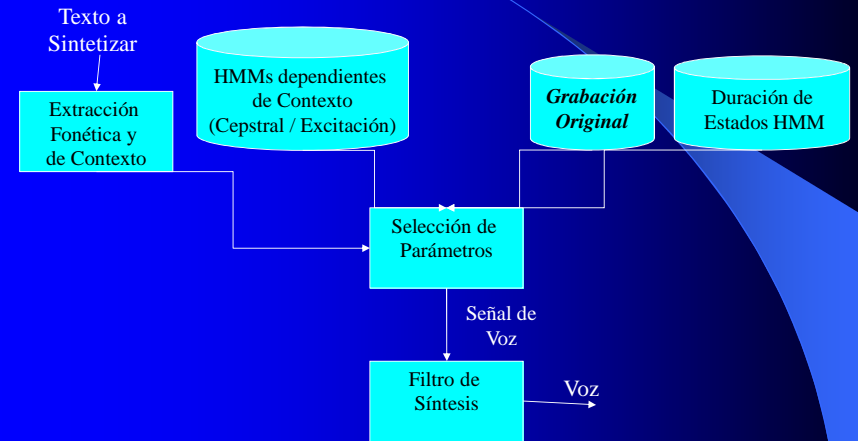 Texto a
Sintetizar
HMMs dependientes
de Contexto
(Cepstral / Excitación)
Grabación
Original
Duración de
Estados HMM
Extracción
Fonética y
de Contexto
Selección de
Parámetros
Señal de
Voz
Filtro de
Síntesis
Voz